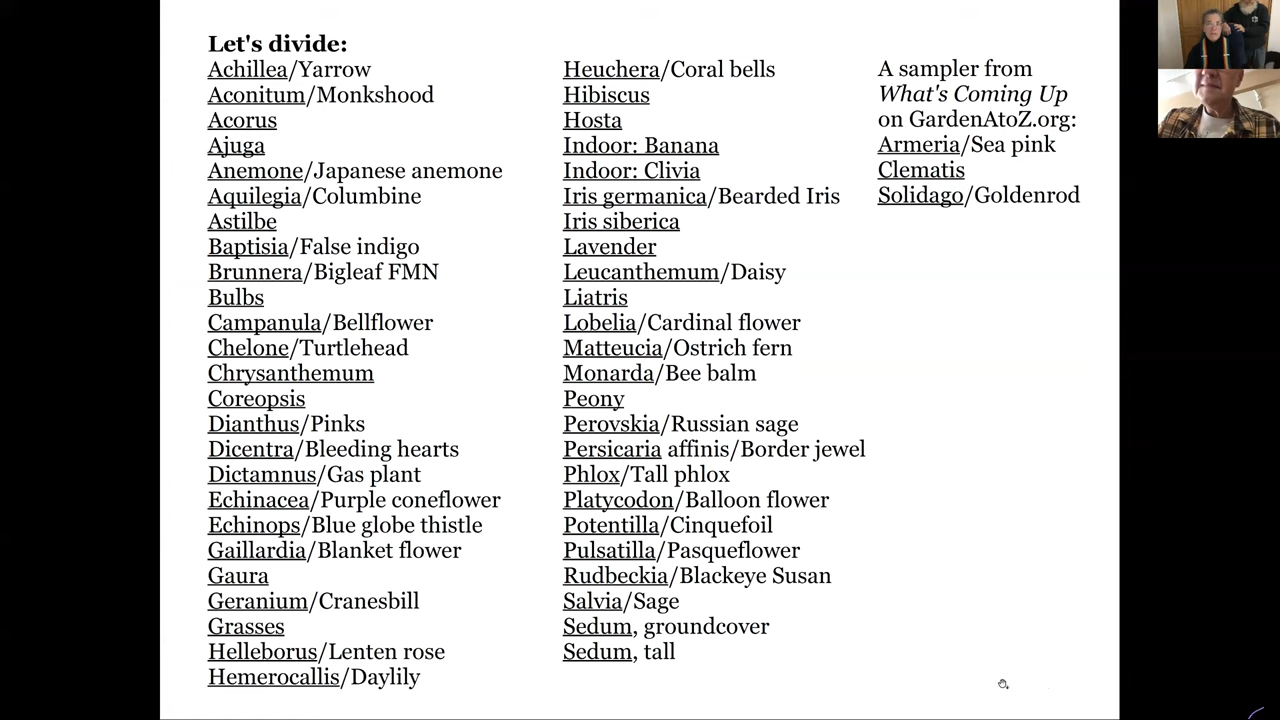 Let's divide:
Achillea/Yarrow
Aconitum/Monkshood
Acorus
Ajuga
Anemone/Japanese anemone
Aquilegia/Columbine
Astilbe
Baptisia/False indigo
Brunnera/Bigleaf FMN
Bulbs
Campanula/Bellflower
Chelone/Turtlehead
Chrysanthemum
Coreopsis
Dianthus/Pinks
Dicentra/Bleeding hearts
Dictamnus/Gas plant
Echinacea/Purple coneflower
Echinops/Blue globe thistle
Gaillardia/Blanket flower
Gaura
Geranium/Cranesbill
Grasses
Helleborus/Lenten rose
Hemerocallis/Daylily
Heuchera/Coral bells
Hibiscus
Hosta
Indoor: Banana
Indoor: Clivia
Iris germanica/Bearded Iris
Iris siberica
Lavender
Leucanthemum/Daisy
Liatris
Lobelia/Cardinal flower
Matteucia/Ostrich fern
Monarda/Bee balm
Peony
Perovskia/Russian sage
Persicaria affinis/Border jewel
Phlox/Tall phlox
Platycodon/Balloon flower
Potentilla/Cinquefoil
Pulsatilla/Pasqueflower
Rudbeckia/Blackeye Susan
Salvia/Sage
Sedum, groundcover
Sedum, tall
A sampler from
What's Coming Up
on GardenAtoZ.org:
Armeria/Sea pink
Clematis
Solidago/Goldenrod